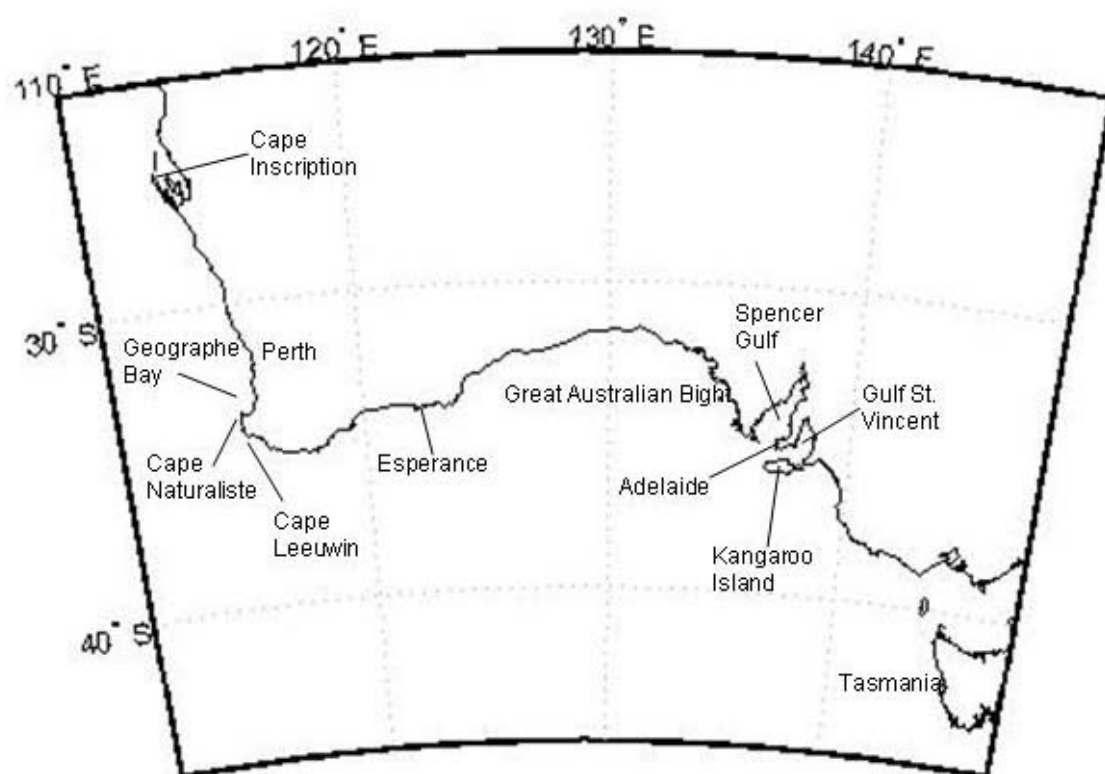 110° E
120° E
130° E
140° E
Cape
Inscription
30° S
Geographe
Bay
Perth
Spencer
Gulf
Great Australian Bight
Gulf St.
Vincent
Cape
Naturaliste
Esperance
Adelaide
Cape
Leeuwin
Kangaroo
Island
40° S
Tasmania